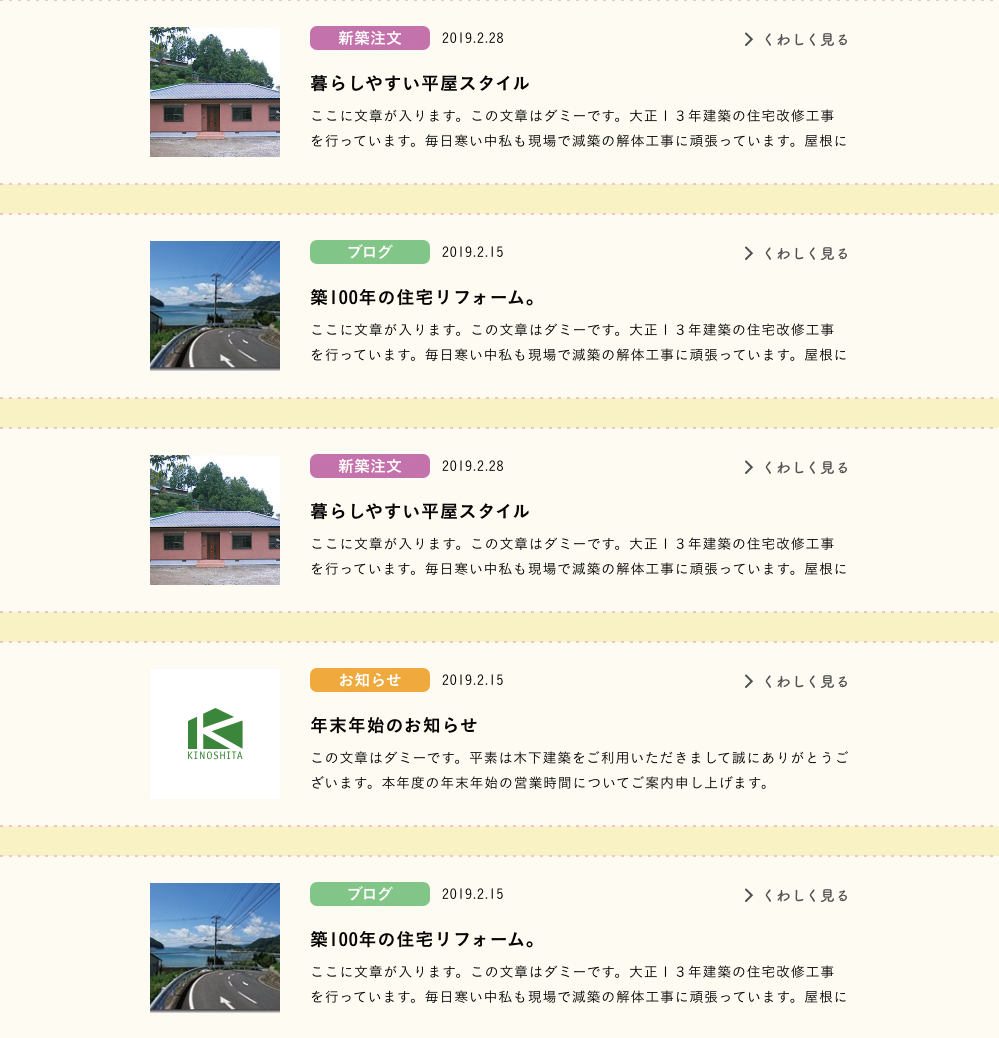 新築注文 2019.2.28 くわしく見る
暮らしやすい平屋スタイル
ここに文章が入ります。この文章はダミーです。大正１３年建築の住宅改修工事
を行っています。毎日寒い中私も現場で減築の解体工事に頑張っています。屋根に
ブログ 2019.2.15 くわしく見る
築100年の住宅リフォーム。
ここに文章が入ります。この文章はダミーです。大正１３年建築の住宅改修工事
を行っています。毎日寒い中私も現場で減築の解体工事に頑張っています。屋根に
新築注文 2019.2.28 くわしく見る
暮らしやすい平屋スタイル
ここに文章が入ります。この文章はダミーです。大正１３年建築の住宅改修工事
を行っています。毎日寒い中私も現場で減築の解体工事に頑張っています。屋根に
お知らせ 2019.2.15 くわしく見る
年末年始のお知らせ
KINOSHITA
この文章はダミーです。平素は木下建築をご利用いただきまして誠にありがとうご
ざいます。本年度の年末年始の営業時間についてご案内申し上げます。
ブログ 2019.2.15 くわしく見る
築100年の住宅リフォーム。
ここに文章が入ります。この文章はダミーです。大正１３年建築の住宅改修工事
を行っています。毎日寒い中私も現場で減築の解体工事に頑張っています。屋根に